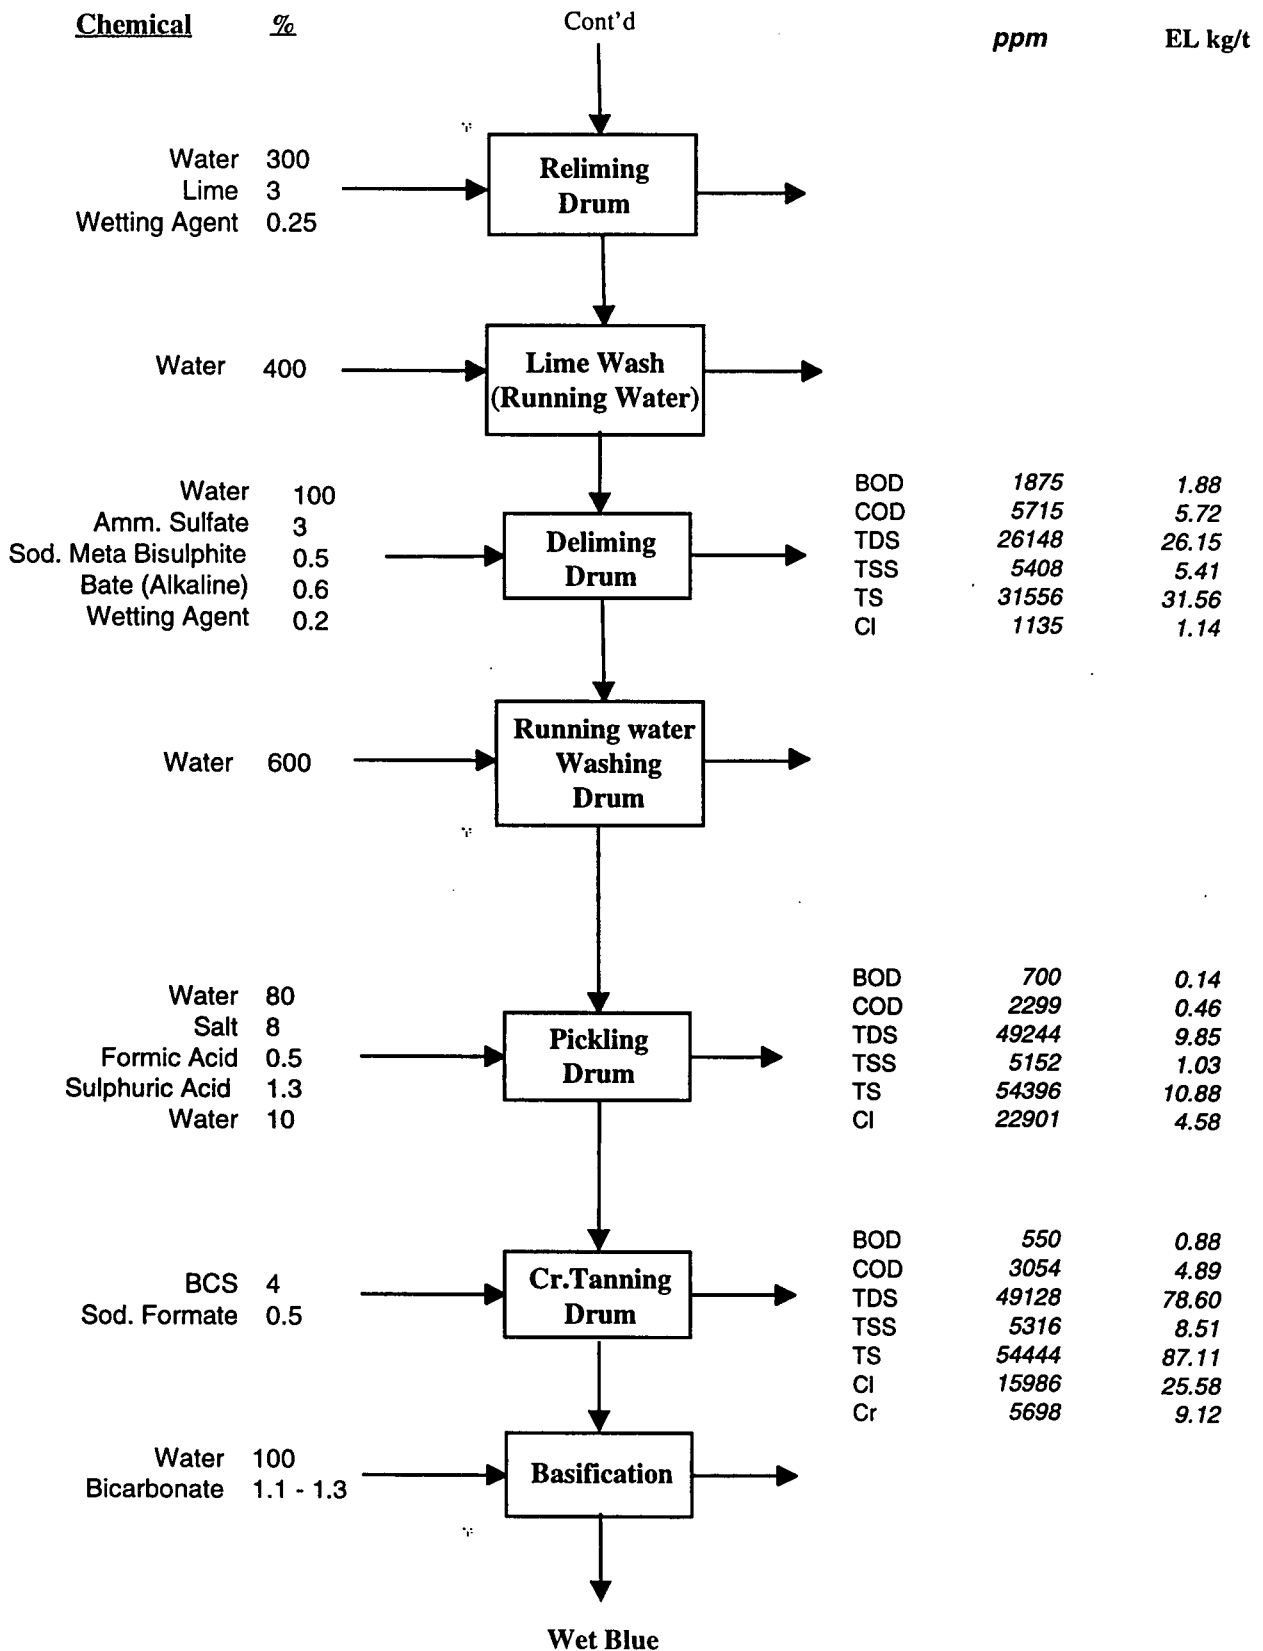 Chemical % Cont'd ppm EL kg/t
Water 300
Lime 3
Wetting Agent 0.25
Reliming
Drum
Water 400
Lime Wash
(Running Water)
Water 100
Amm. Sulfate 3
Sod. Meta Bisulphite 0.5
Bate (Alkaline) 0.6
Wetting Agent 0.2
Deliming
Drum
BOD 1875 1.88
COD 5715 5.72
TDS 26148 26.15
TSS 5408 5.41
TS 31556 31.56
Cl 1135 1.14
Water 600
Running water
Washing
Drum
Water 80
Salt 8
Formic Acid 0.5
Sulphuric Acid 1.3
Water 10
Pickling
Drum
BOD 700 0.14
COD 2299 0.46
TDS 49244 9.85
TSS 5152 1.03
TS 54396 10.88
Cl 22901 4.58
BCS 4
Sod. Formate 0.5
Cr.Tanning
Drum
BOD 550 0.88
COD 3054 4.89
TDS 49128 78.60
TSS 5316 8.51
TS 54444 87.11
Cl 15986 25.58
Cr 5698 9.12
Water 100
Bicarbonate 1.1 - 1.3
Basification
Wet Blue